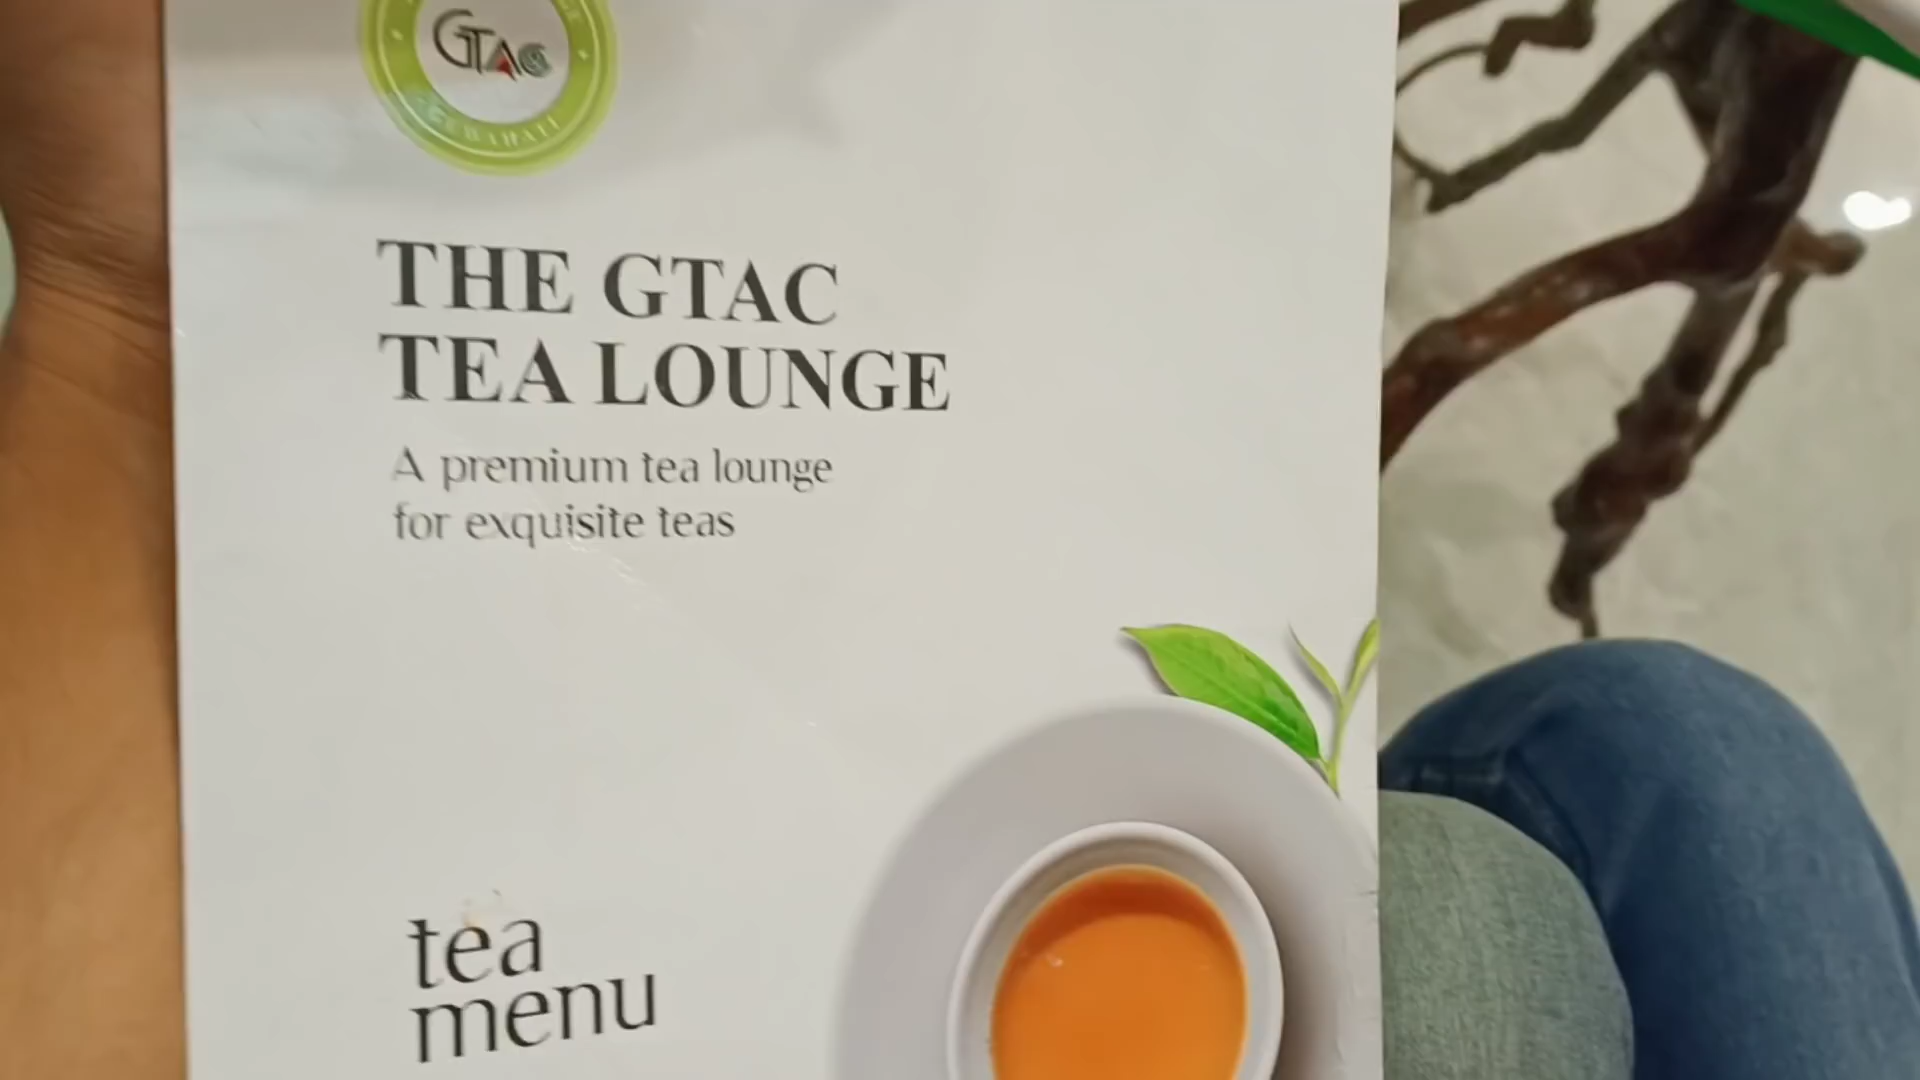 GTAC
THE GTAC
TEA LOUNGE
A premium tea lounge
for exquisite teas
tea
menu